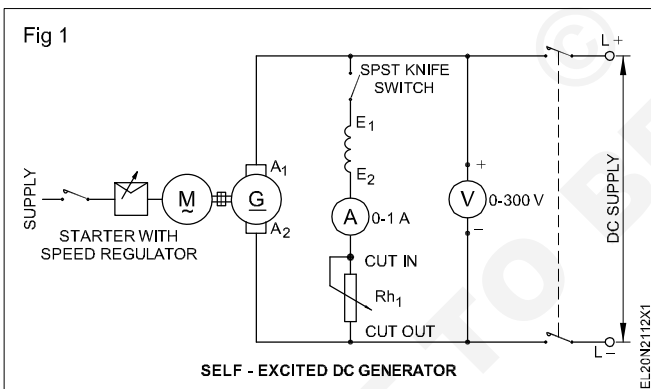 Fig 1
L+
SPST KNIFE
SWITCH
E1
E2
A1
A2
SUPPLY
M
~
G
A
0-1 A
+
V
0-300 V
–
DC SUPPLY
STARTER WITH
SPEED REGULATOR
CUT IN
Rh1
CUT OUT
L–
SELF - EXCITED DC GENERATOR
EL20N2112X1
©
TO B